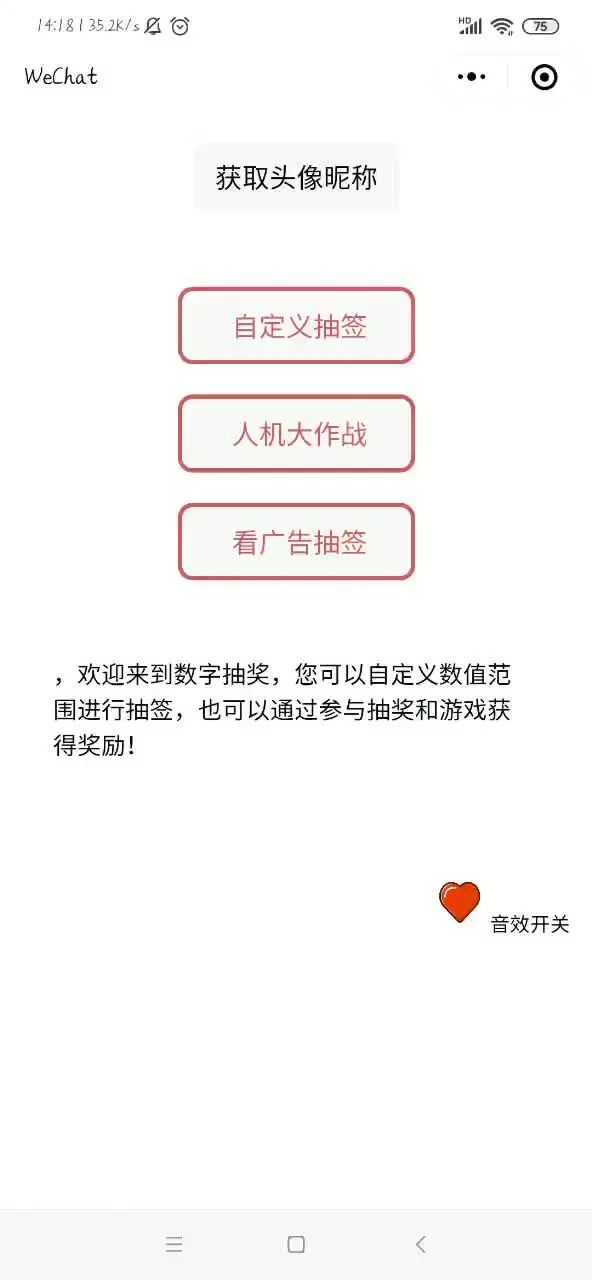 14:18 | 35.2K/s
HD
75
WeChat
获取头像昵称
自定义抽签
人机大作战
看广告抽签
，欢迎来到数字抽奖，您可以自定义数值范
围进行抽签，也可以通过参与抽奖和游戏获
得奖励！
音效开关